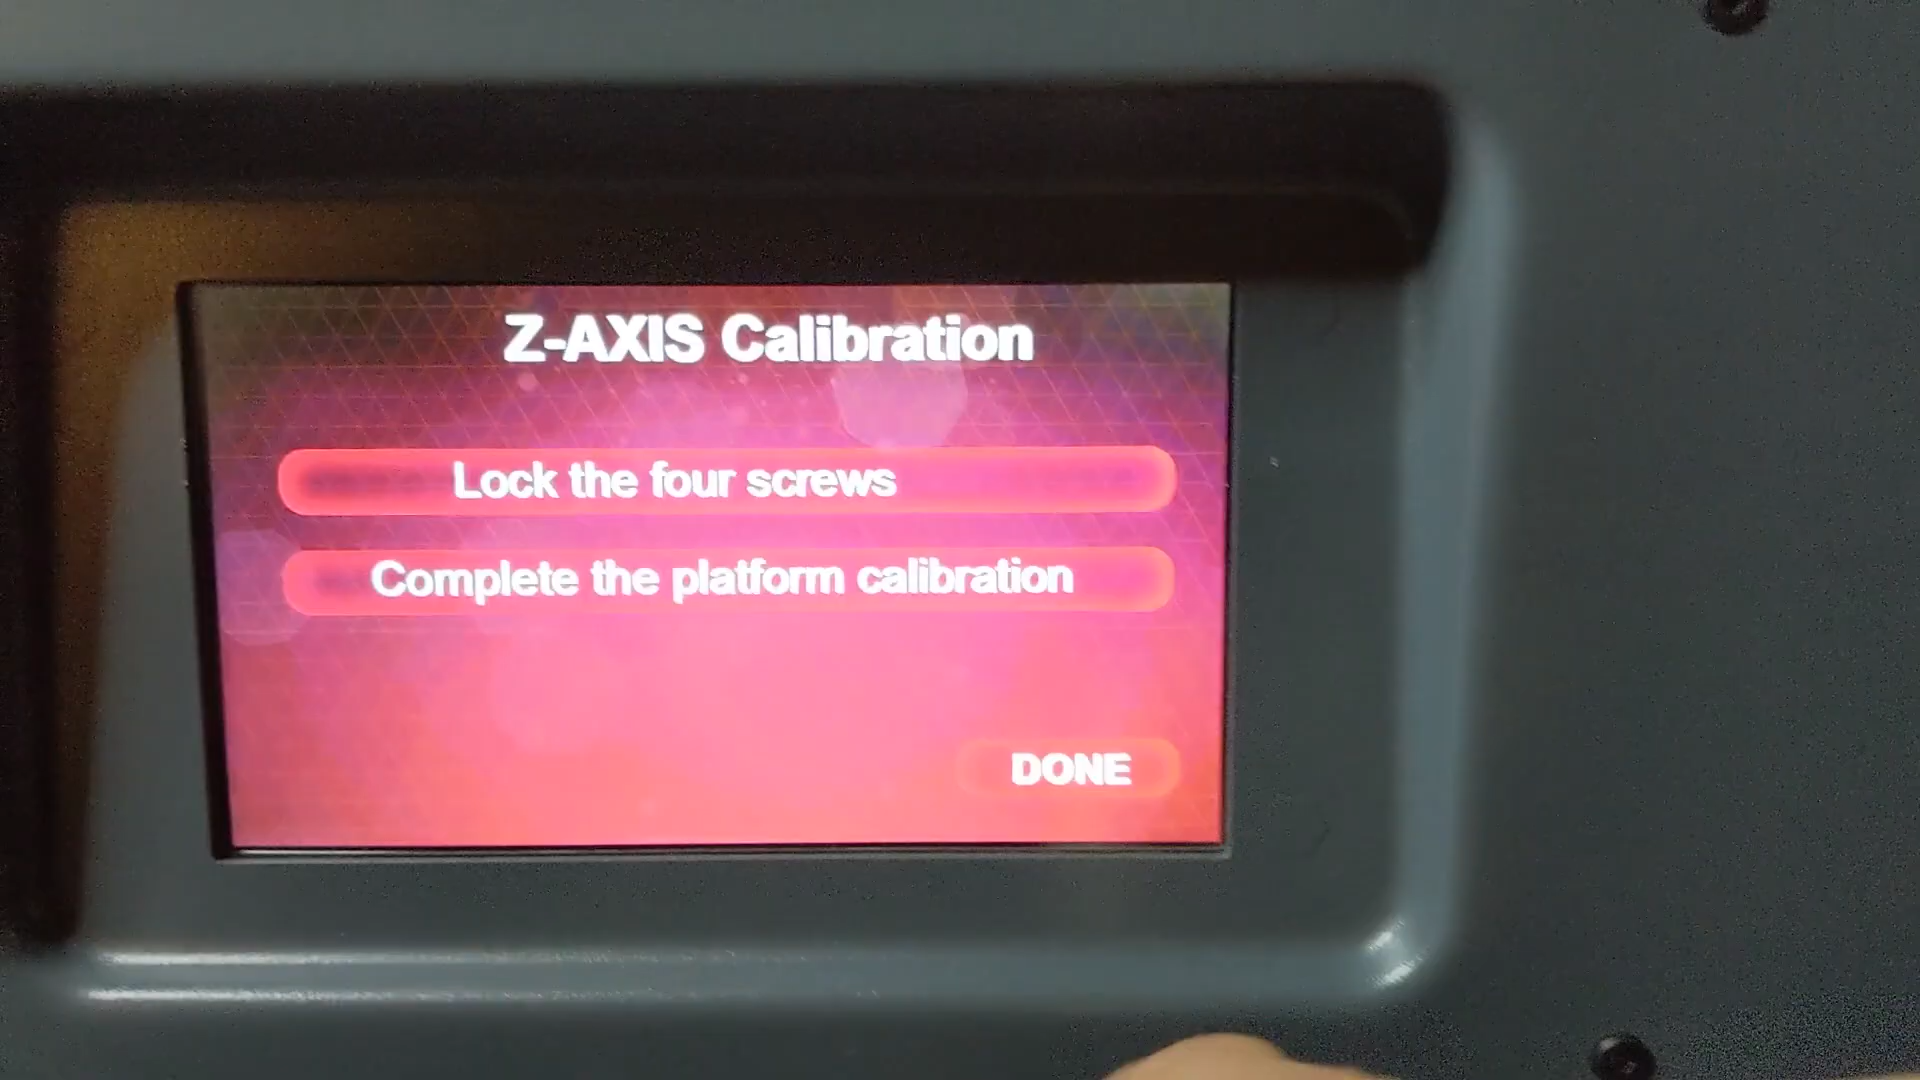 Z-AXIS Calibration
Lock the four screws
Complete the platform calibration
DONE